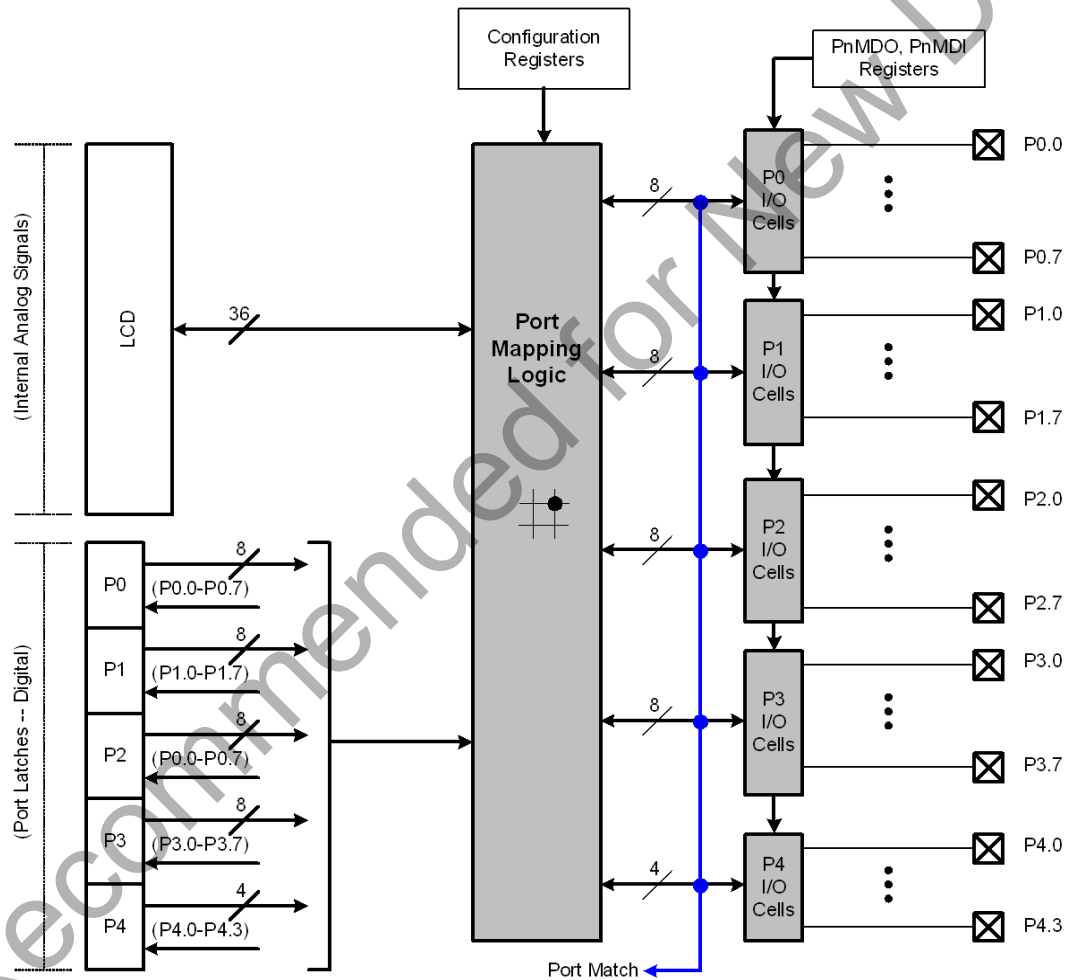 Configuration
Registers
PnMDO, PnMDI
Registers
(Internal Analog Signals)
LCD
36
Port
Mapping
Logic
8
P0
I/O
Cells
P0.0
P0.7
8
P1
I/O
Cells
P1.0
P1.7
8
P2
I/O
Cells
P2.0
P2.7
8
P3
I/O
Cells
P3.0
P3.7
4
P4
I/O
Cells
P4.0
P4.3
(Port Latches -- Digital)
P0
8
(P0.0-P0.7)
P1
8
(P1.0-P1.7)
P2
8
(P0.0-P0.7)
P3
8
(P3.0-P3.7)
P4
4
(P4.0-P4.3)
Port Match
ecommended for New D